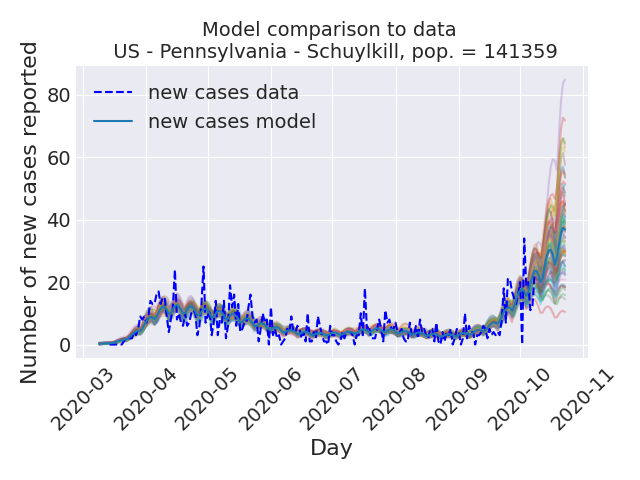 Model comparison to data
US - Pennsylvania - Schuylkill, pop. = 141359
Number of new cases reported
80
60
40
20
0
new cases data
new cases model
2020-03
2020-04
2020-05
2020-06
2020-07
2020-08
2020-09
2020-10
2020-11
Day